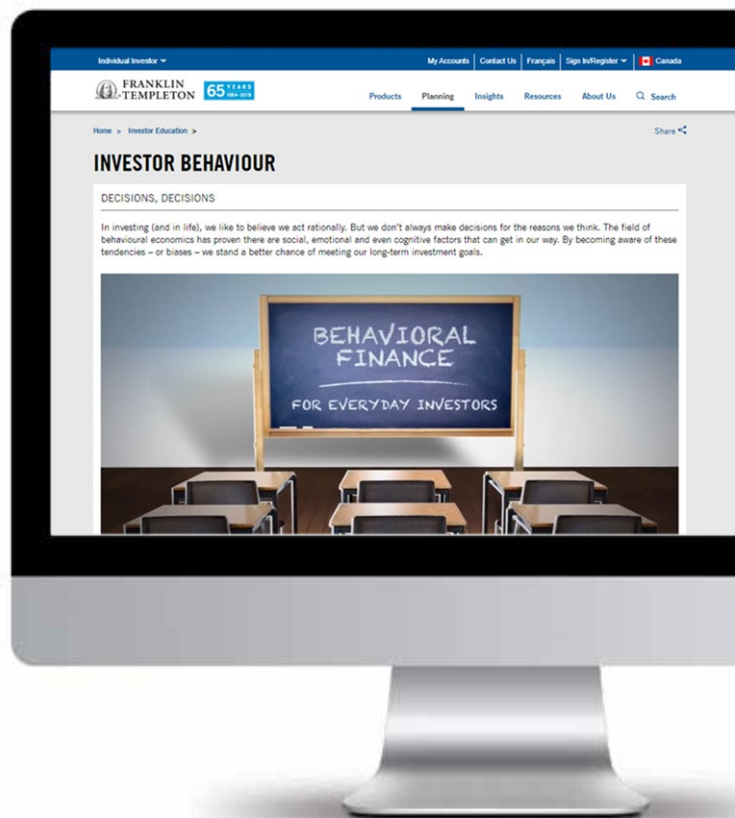 Individual Investor
My Accounts Contact Us Français Sign In/Register Canada
FRANKLIN
TEMPLETON
65 YEARS
1954-2019
Products Planning Insights Resources About Us Search
Home > Investor Education >
Share
INVESTOR BEHAVIOUR
DECISIONS, DECISIONS
In investing (and in life), we like to believe we act rationally. But we don't always make decisions for the reasons we think. The field of
behavioural economics has proven there are social, emotional and even cognitive factors that can get in our way. By becoming aware of these
tendencies – or biases – we stand a better chance of meeting our long-term investment goals.
BEHAVIORAL
FINANCE
FOR EVERYDAY INVESTORS